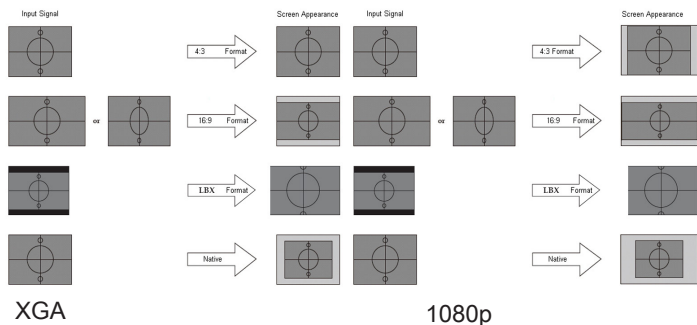 Input Signal Screen Appearance Input Signal Screen Appearance
4:3 Format 4:3 Format
or 16:9 Format or 16:9 Format
LBX Format LBX Format
Native Native
XGA 1080p